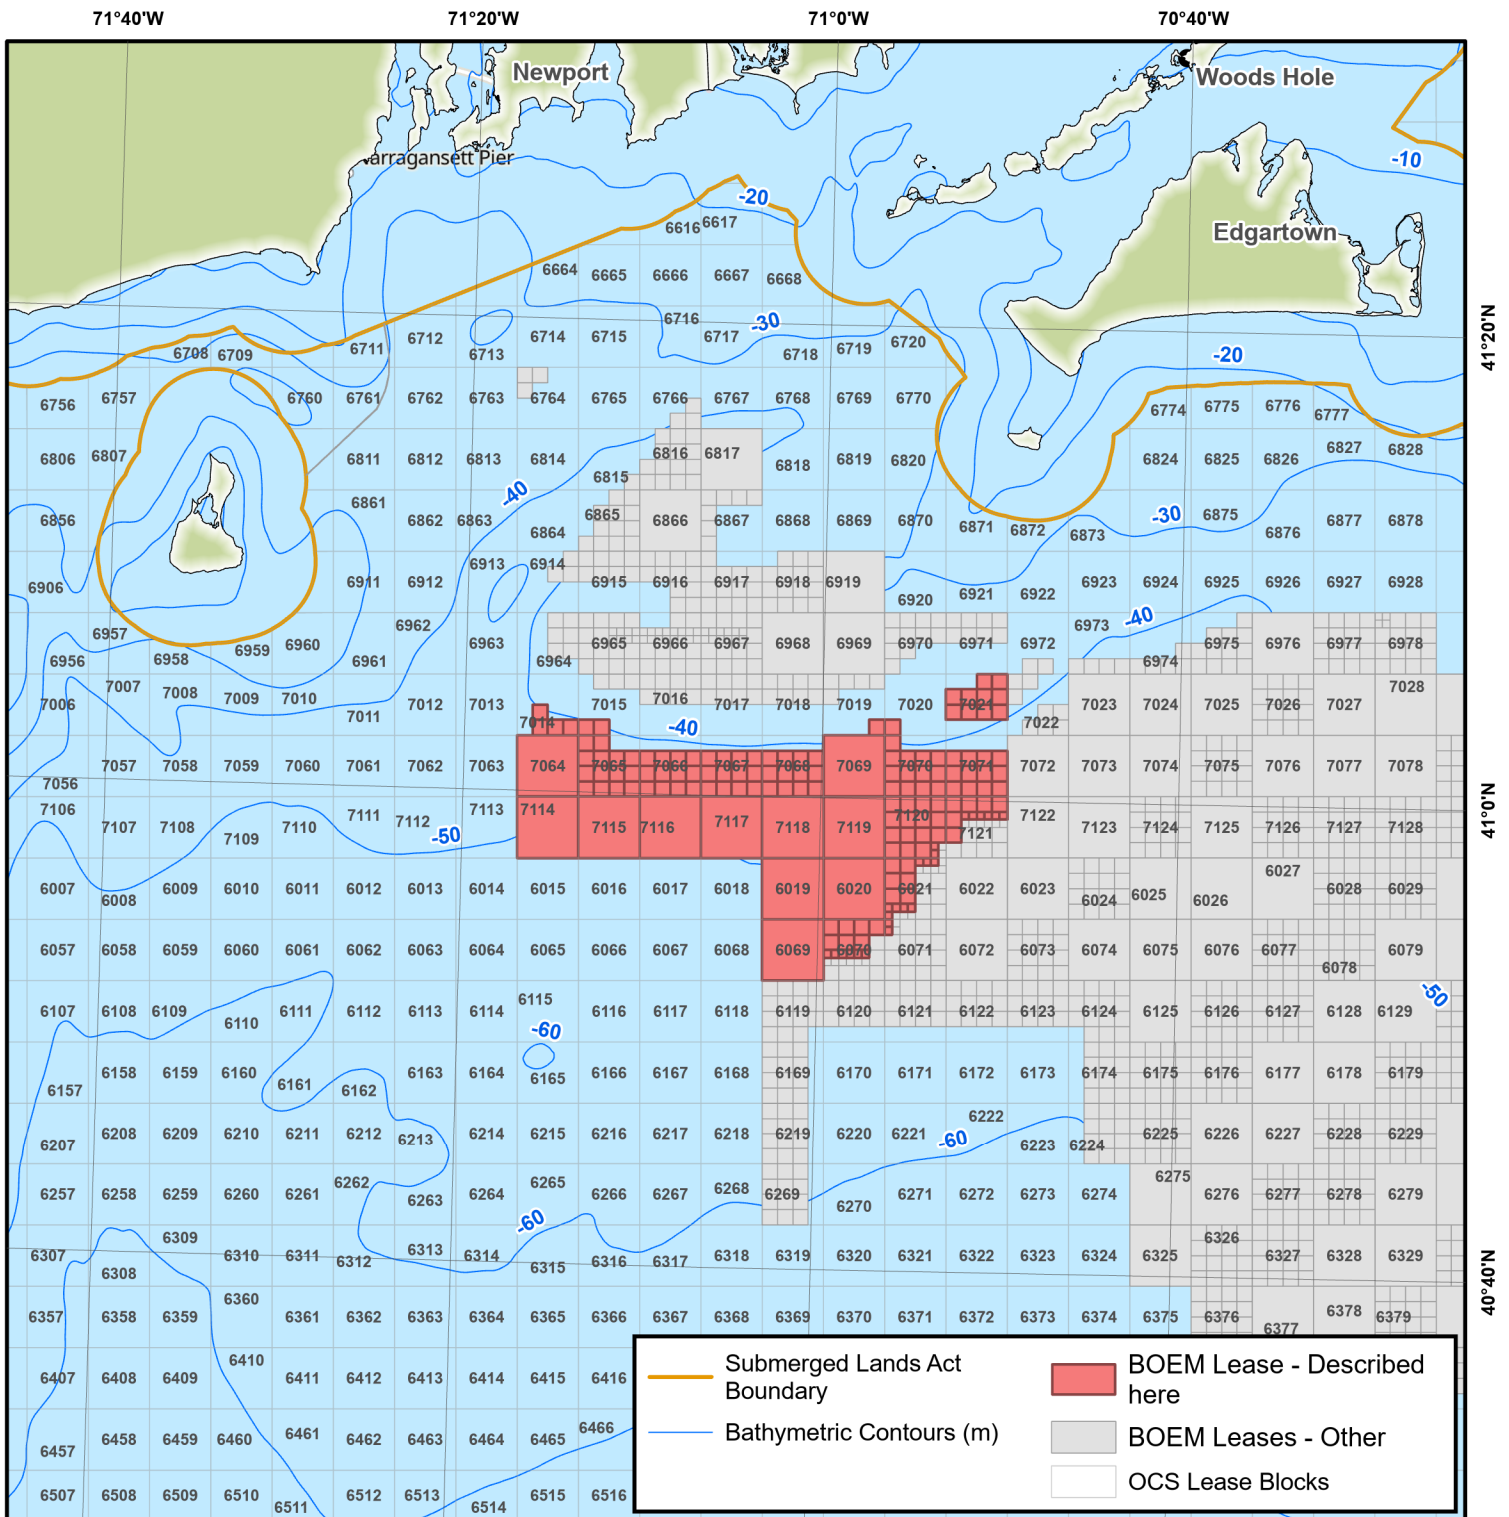 71°40'W 71°20'W 71°0'W 70°40'W
Newport
Woods Hole
Narragansett Pier
-10
-20
Edgartown
6616 6617
6664 6665 6666 6667 6668
41°20'N
6716 -30
6708 6709 6711 6712 6713 6714 6715 6717 6718 6719 6720
-20
6756 6757 6760 6761 6762 6763 6764 6765 6766 6767 6768 6769 6770 6774 6775 6776 6777
6806 6807 6811 6812 6813 6814 6815 6816 6817 6818 6819 6820 6824 6825 6826 6827 6828
-40
-30
6856 6861 6862 6863 6864 6865 6866 6867 6868 6869 6870 6871 6872 6873 6875 6876 6877 6878
6906 6911 6912 6913 6914 6915 6916 6917 6918 6919 6920 6921 6922 6923 6924 6925 6926 6927 6928
-40
6956 6957 6958 6959 6960 6961 6962 6963 6964 6965 6966 6967 6968 6969 6970 6971 6972 6973 6974 6975 6976 6977 6978
7006 7007 7008 7009 7010 7011 7012 7013 7014 7015 7016 7017 7018 7019 7020 7021 7022 7023 7024 7025 7026 7027 7028
-40
7056 7057 7058 7059 7060 7061 7062 7063 7064 7065 7066 7067 7068 7069 7070 7071 7072 7073 7074 7075 7076 7077 7078
41°0'N
7106 7107 7108 7109 7110 7111 7112 7113 7114 7115 7116 7117 7118 7119 7120 7121 7122 7123 7124 7125 7126 7127 7128
-50
6007 6008 6009 6010 6011 6012 6013 6014 6015 6016 6017 6018 6019 6020 6021 6022 6023 6024 6025 6026 6027 6028 6029
6057 6058 6059 6060 6061 6062 6063 6064 6065 6066 6067 6068 6069 6070 6071 6072 6073 6074 6075 6076 6077 6078 6079
-50
6107 6108 6109 6110 6111 6112 6113 6114 6115 6116 6117 6118 6119 6120 6121 6122 6123 6124 6125 6126 6127 6128 6129
-60
6157 6158 6159 6160 6161 6162 6163 6164 6165 6166 6167 6168 6169 6170 6171 6172 6173 6174 6175 6176 6177 6178 6179
6207 6208 6209 6210 6211 6212 6213 6214 6215 6216 6217 6218 6219 6220 6221 6222 6223 6224 6225 6226 6227 6228 6229
-60
6257 6258 6259 6260 6261 6262 6263 6264 6265 6266 6267 6268 6269 6270 6271 6272 6273 6274 6275 6276 6277 6278 6279
-60
6307 6308 6309 6310 6311 6312 6313 6314 6315 6316 6317 6318 6319 6320 6321 6322 6323 6324 6325 6326 6327 6328 6329
40°40'N
6357 6358 6359 6360 6361 6362 6363 6364 6365 6366 6367 6368 6369 6370 6371 6372 6373 6374 6375 6376 6377 6378 6379
6407 6408 6409 6410 6411 6412 6413 6414 6415 6416
6457 6458 6459 6460 6461 6462 6463 6464 6465 6466
6507 6508 6509 6510 6511 6512 6513 6514 6515 6516
Submerged Lands Act
Boundary
Bathymetric Contours (m)
BOEM Lease - Described
here
BOEM Leases - Other
OCS Lease Blocks